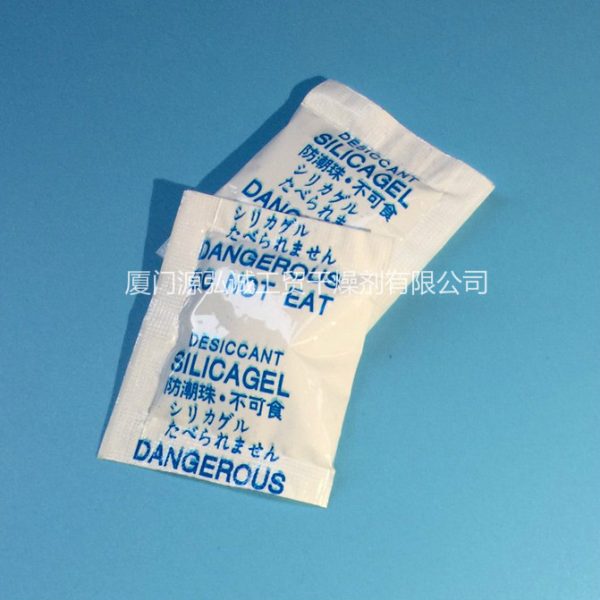 DESICCANT
SILICAGEL
防潮珠·不可食
シリカゲル
たべられません
シリカゲル
たべられません
DANGEROUS
NOT EAT
厦门源弘诚工贸干燥剂有限公司
DESICCANT
SILICAGEL
防潮珠·不可食
シリカゲル
たべられません
DANGEROUS